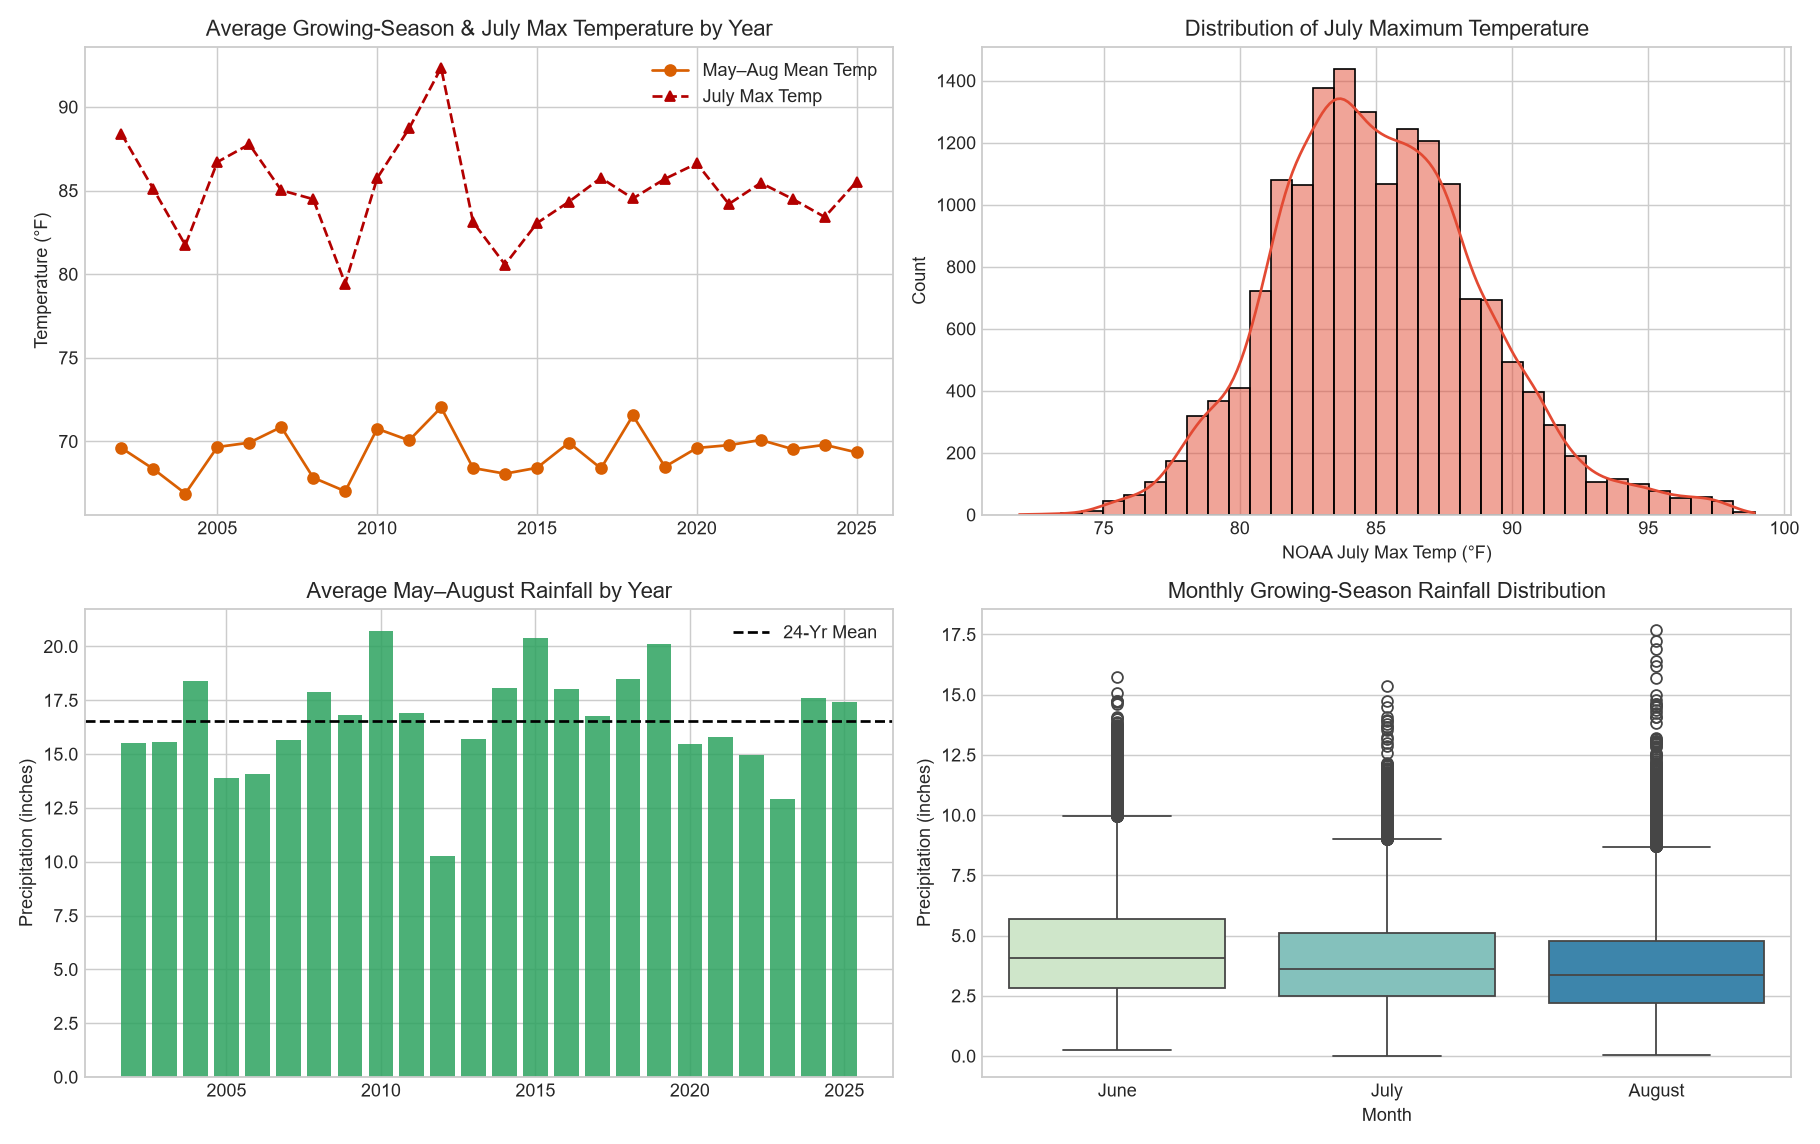 Average Growing-Season & July Max Temperature by Year
May–Aug Mean Temp
July Max Temp
Temperature (°F)
90
85
80
75
70
2005 2010 2015 2020 2025
Distribution of July Maximum Temperature
Count
1400
1200
1000
800
600
400
200
0
75 80 85 90 95 100
NOAA July Max Temp (°F)
Average May–August Rainfall by Year
24-Yr Mean
Precipitation (inches)
20.0
17.5
15.0
12.5
10.0
7.5
5.0
2.5
0.0
2005 2010 2015 2020 2025
Monthly Growing-Season Rainfall Distribution
Precipitation (inches)
17.5
15.0
12.5
10.0
7.5
5.0
2.5
0.0
June July August
Month